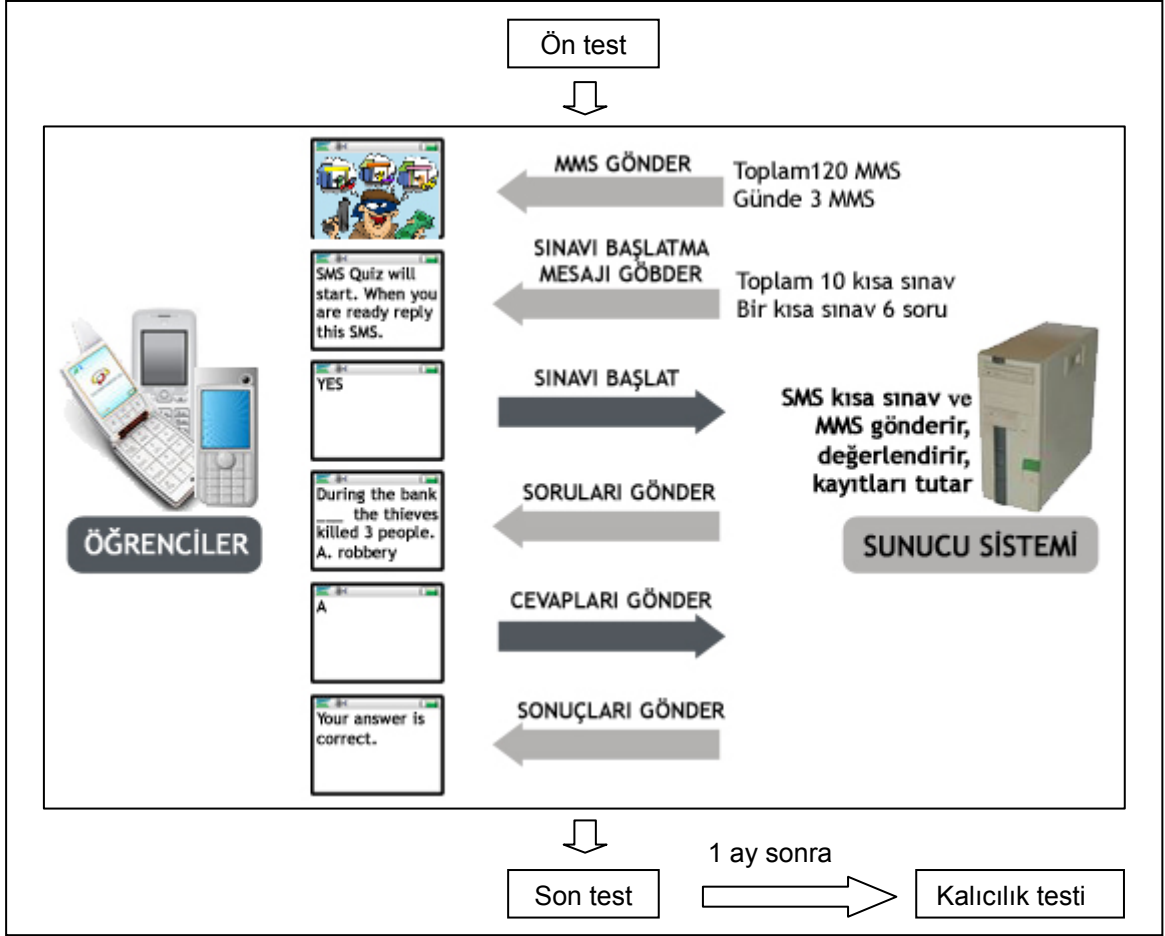 Ön test
MMS GÖNDER
Toplam120 MMS
Günde 3 MMS
SINAVI BAŞLATMA
MESAJI GÖBDER
Toplam 10 kısa sınav
Bir kısa sınav 6 soru
SMS Quiz will
start. When you
are ready reply
this SMS.
YES
SINAVI BAŞLAT
SMS kısa sınav ve
MMS gönderir,
değerlendirir,
kayıtları tutar
During the bank
___ the thieves
killed 3 people.
A. robbery
SORULARI GÖNDER
ÖĞRENCİLER
SUNUCU SİSTEMİ
A
CEVAPLARI GÖNDER
Your answer is
correct.
SONUÇLARI GÖNDER
1 ay sonra
Son test
Kalıcılık testi